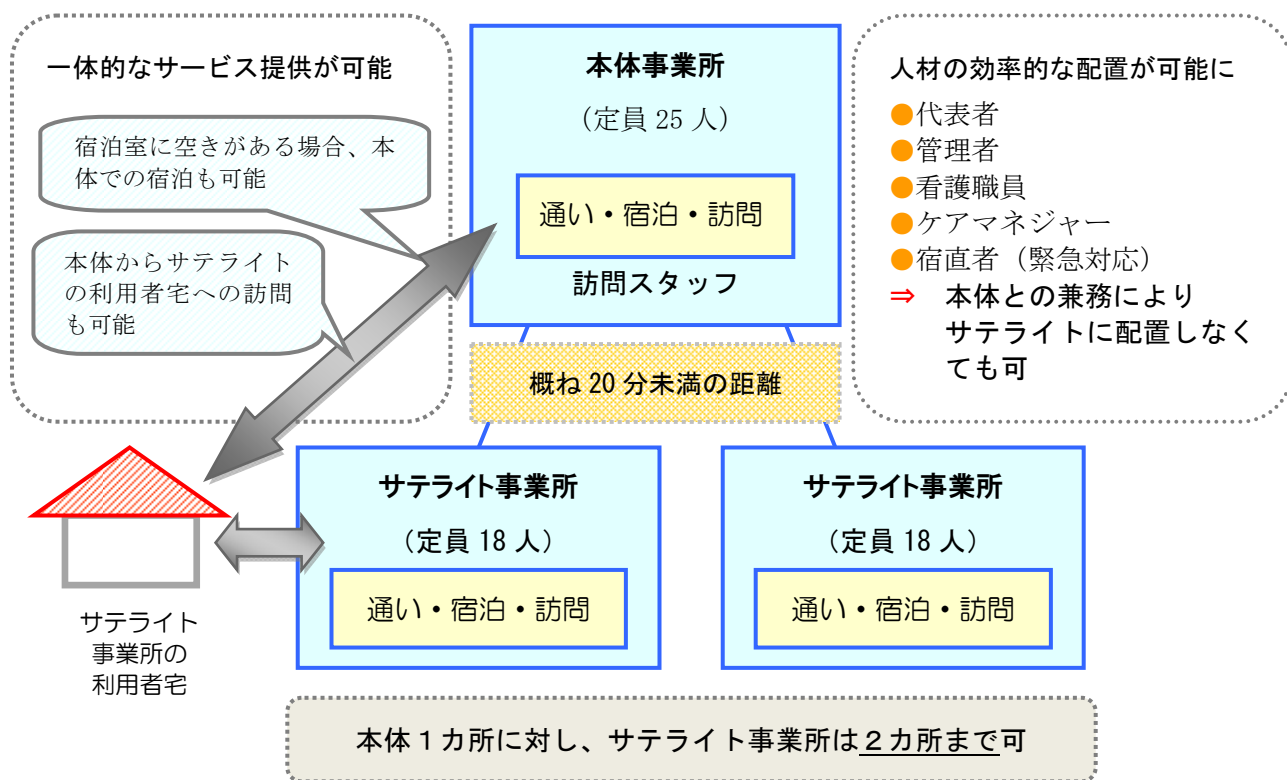 一体的なサービス提供が可能
宿泊室に空きがある場合、本
体での宿泊も可能
本体からサテライト
の利用者宅への訪問
も可能
本体事業所
（定員 25 人）
通い・宿泊・訪問
訪問スタッフ
人材の効率的な配置が可能に
●代表者
●管理者
●看護職員
●ケアマネジャー
●宿直者（緊急対応）
⇒ 本体との兼務により
サテライトに配置しなく
ても可
概ね 20 分未満の距離
サテライト事業所
（定員 18 人）
通い・宿泊・訪問
サテライト事業所
（定員 18 人）
通い・宿泊・訪問
サテライト
事業所の
利用者宅
本体１カ所に対し、サテライト事業所は２カ所まで可